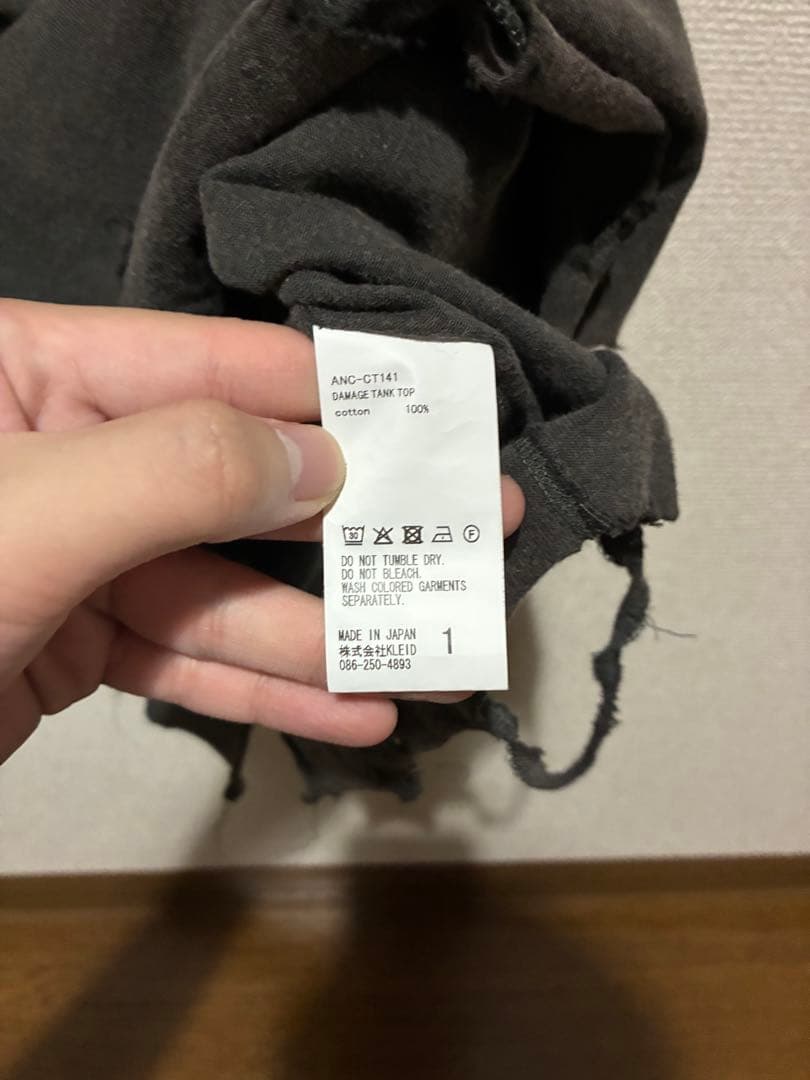 ANC-CT141
DAMAGE TANK TOP
cotton 100%
30 F
DO NOT TUMBLE DRY.
DO NOT BLEACH.
WASH COLORED GARMENTS
SEPARATELY.
MADE IN JAPAN 1
株式会社KLEID
086-250-4893